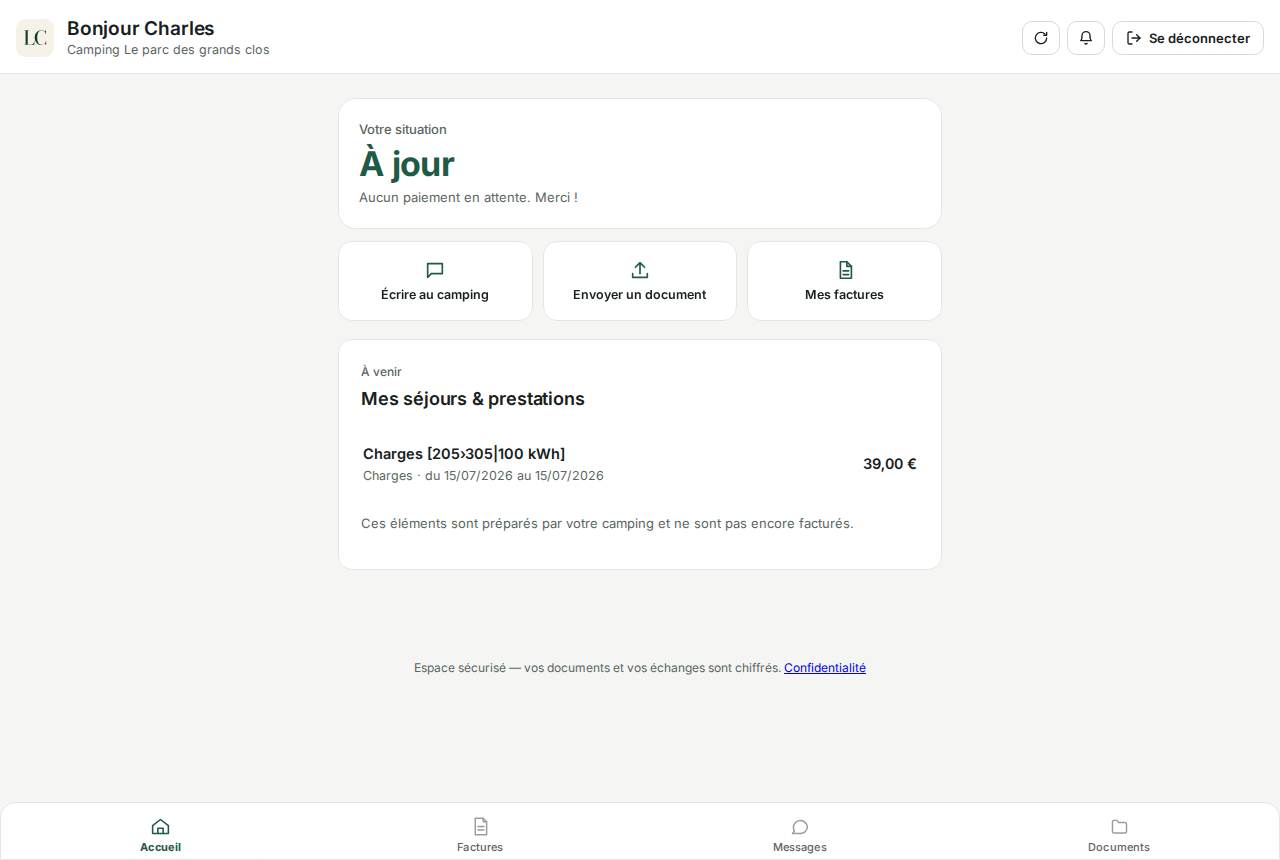 LC
Bonjour Charles
Camping Le parc des grands clos
Se déconnecter
Votre situation
À jour
Aucun paiement en attente. Merci !
Écrire au camping
Envoyer un document
Mes factures
À venir
Mes séjours & prestations
Charges [205›305|100 kWh]
39,00 €
Charges · du 15/07/2026 au 15/07/2026
Ces éléments sont préparés par votre camping et ne sont pas encore facturés.
Espace sécurisé — vos documents et vos échanges sont chiffrés. Confidentialité
Accueil
Factures
Messages
Documents